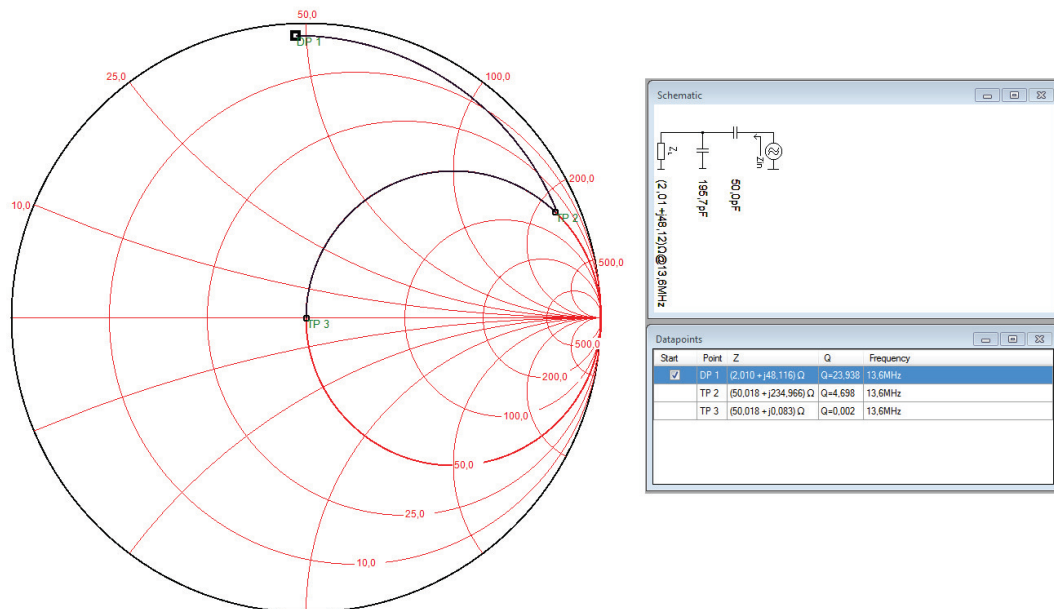 50,0
DP 1
25,0
100,0
10,0
200,0
TP 2
500,0
TP 3
500,0
200,0
100,0
50,0
25,0
10,0
Schematic
ZL
Zin
(2,01 +j48,12)Ω@13,6MHz
195,7pF
50,0pF
Datapoints
Start Point Z Q Frequency
DP 1 (2,010 + j48,116) Ω Q=23,938 13,6MHz
TP 2 (50,018 + j234,966) Ω Q=4,698 13,6MHz
TP 3 (50,018 + j0,083) Ω Q=0,002 13,6MHz